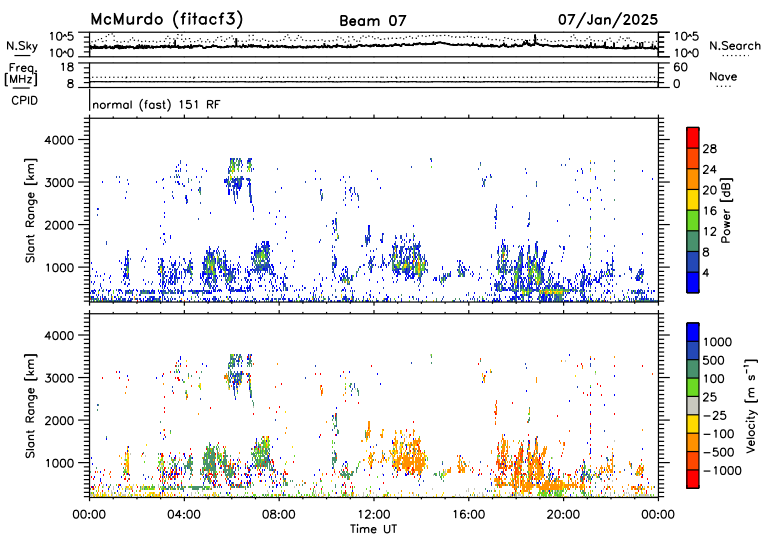 McMurdo (fitacf3) Beam 07 07/Jan/2025
N.Sky 10^5 10^5 N.Search
10^0 10^0
Freq 18 60 Nave
[MHz] 8 0
CPID normal (fast) 151 RF
Slant Range [km]
4000
3000
2000
1000
28
24
20
16
12
8
4
Power [dB]
Slant Range [km]
4000
3000
2000
1000
1000
500
100
25
−25
−100
−500
−1000
Velocity [m s⁻¹]
00:00 04:00 08:00 12:00 16:00 20:00 00:00
Time UT